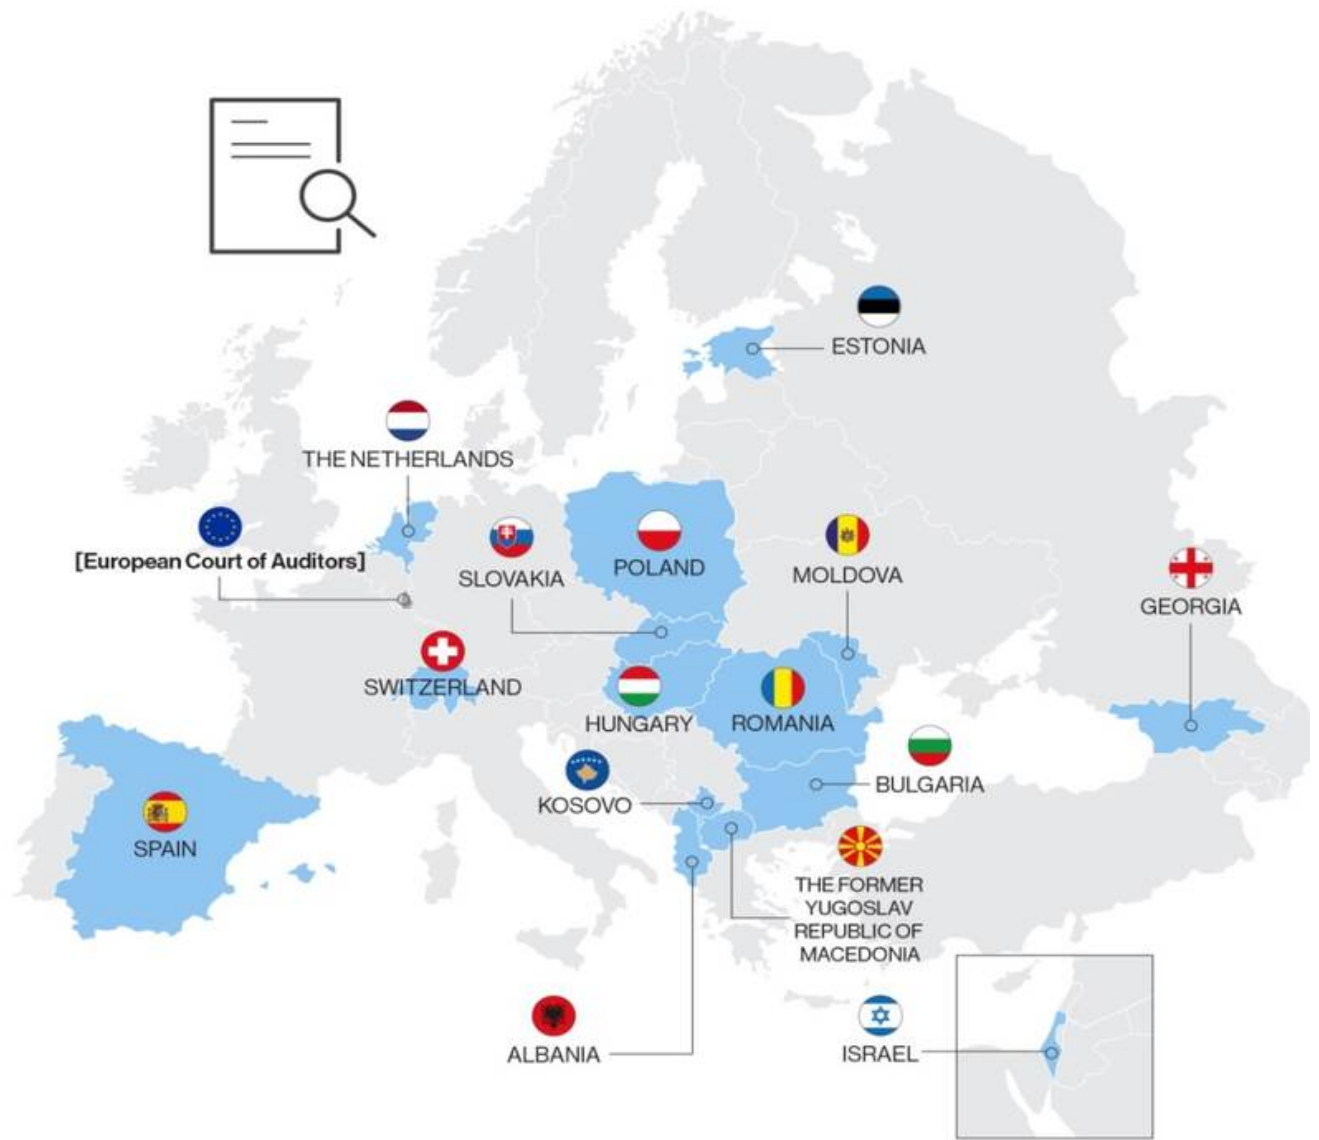 ESTONIA
THE NETHERLANDS
[European Court of Auditors]
SLOVAKIA
POLAND
MOLDOVA
GEORGIA
SWITZERLAND
HUNGARY
ROMANIA
BULGARIA
KOSOVO
SPAIN
THE FORMER
YUGOSLAV
REPUBLIC OF
MACEDONIA
ALBANIA
ISRAEL